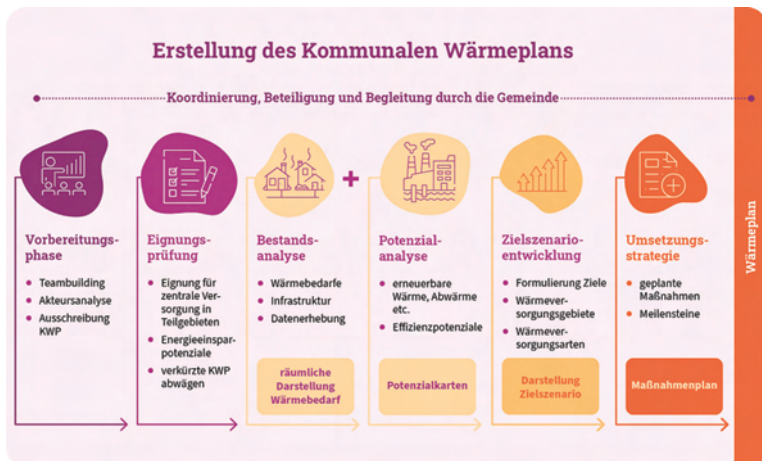 Erstellung des Kommunalen Wärmeplans
Koordinierung, Beteiligung und Begleitung durch die Gemeinde
Vorbereitungs-
phase
Teambuilding
Akteursanalyse
Ausschreibung
KWP
Eignungs-
prüfung
Eignung für
zentrale Ver-
sorgung in
Teilgebieten
Energieeinspar-
potenziale
verkürzte KWP
abwägen
Bestands-
analyse
Wärmebedarfe
Infrastruktur
Datenerhebung
räumliche
Darstellung
Wärmebedarf
+
Potenzial-
analyse
erneuerbare
Wärme, Abwärme
etc.
Effizienzpotenziale
Potenzialkarten
Zielszenario-
entwicklung
Formulierung Ziele
Wärmever-
sorgungsgebiete
Wärmever-
sorgungsarten
Darstellung
Zielszenario
Umsetzungs-
strategie
geplante
Maßnahmen
Meilensteine
Maßnahmenplan
Wärmeplan